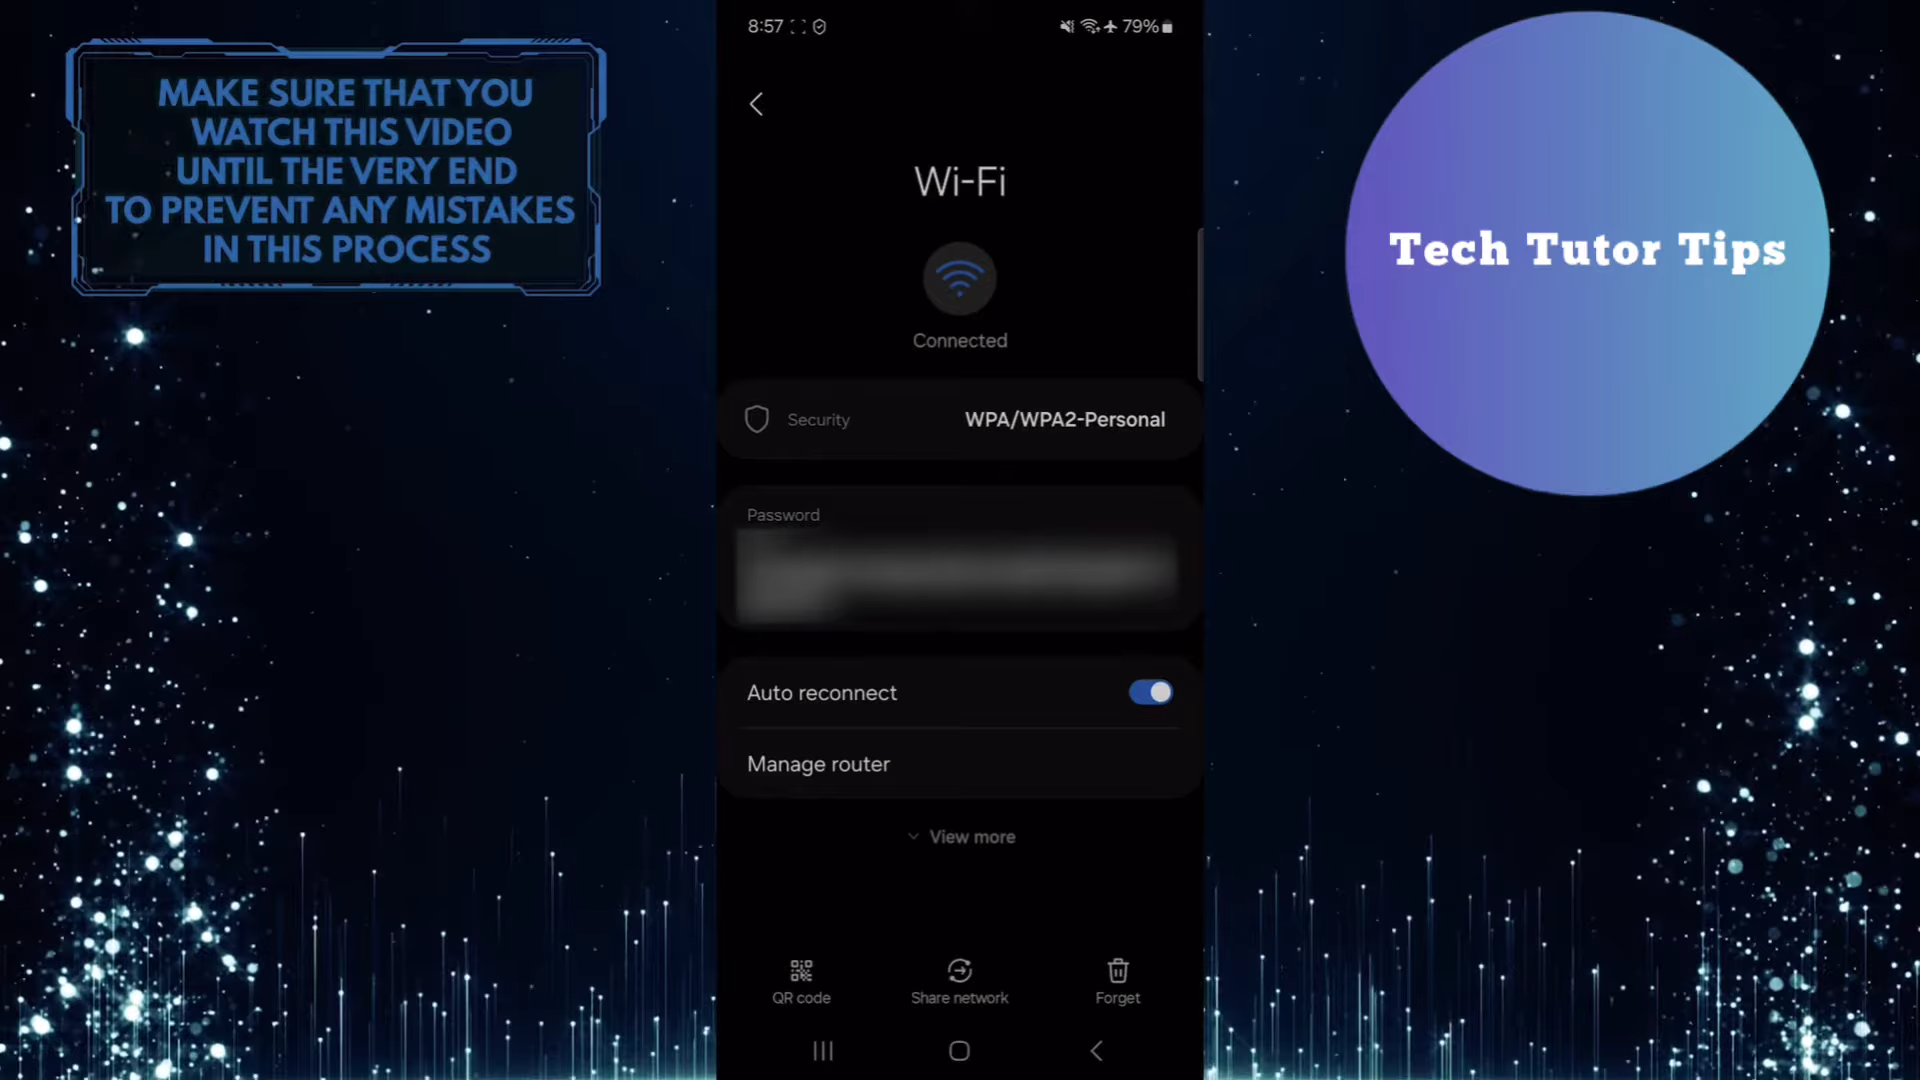 MAKE SURE THAT YOU
WATCH THIS VIDEO
UNTIL THE VERY END
TO PREVENT ANY MISTAKES
IN THIS PROCESS
8:57
79%
Wi-Fi
Connected
Security
WPA/WPA2-Personal
Password
Auto reconnect
Manage router
View more
QR code
Share network
Forget
Tech Tutor Tips